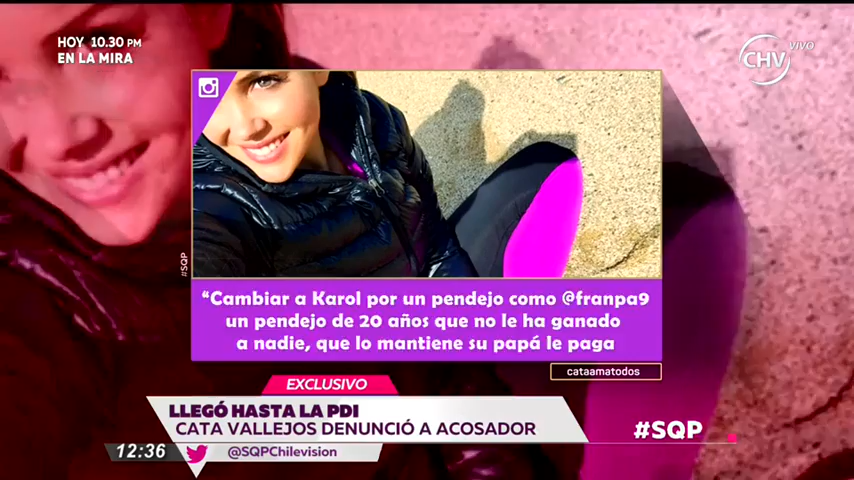 HOY 10.30 PM
EN LA MIRA
CHV VIVO
#SQP
“Cambiar a Karol por un pendejo como @franpa9
un pendejo de 20 años que no le ha ganado
a nadie, que lo mantiene su papá le paga
cataamatodos
EXCLUSIVO
LLEGÓ HASTA LA PDI
CATA VALLEJOS DENUNCIÓ A ACOSADOR
#SQP
12:36
@SQPChilevision